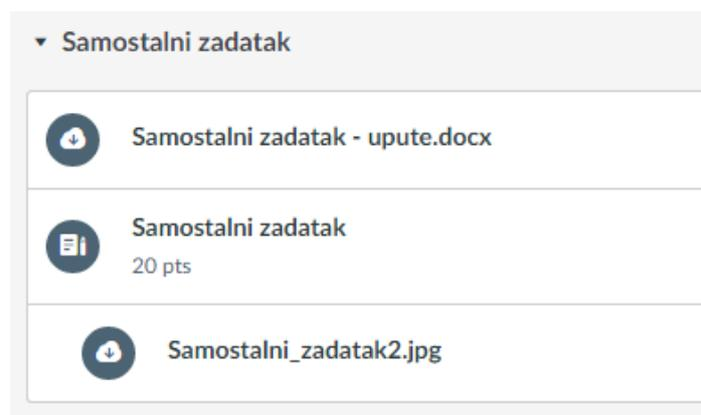 Samostalni zadatak
Samostalni zadatak - upute.docx
Samostalni zadatak
20 pts
Samostalni_zadatak2.jpg